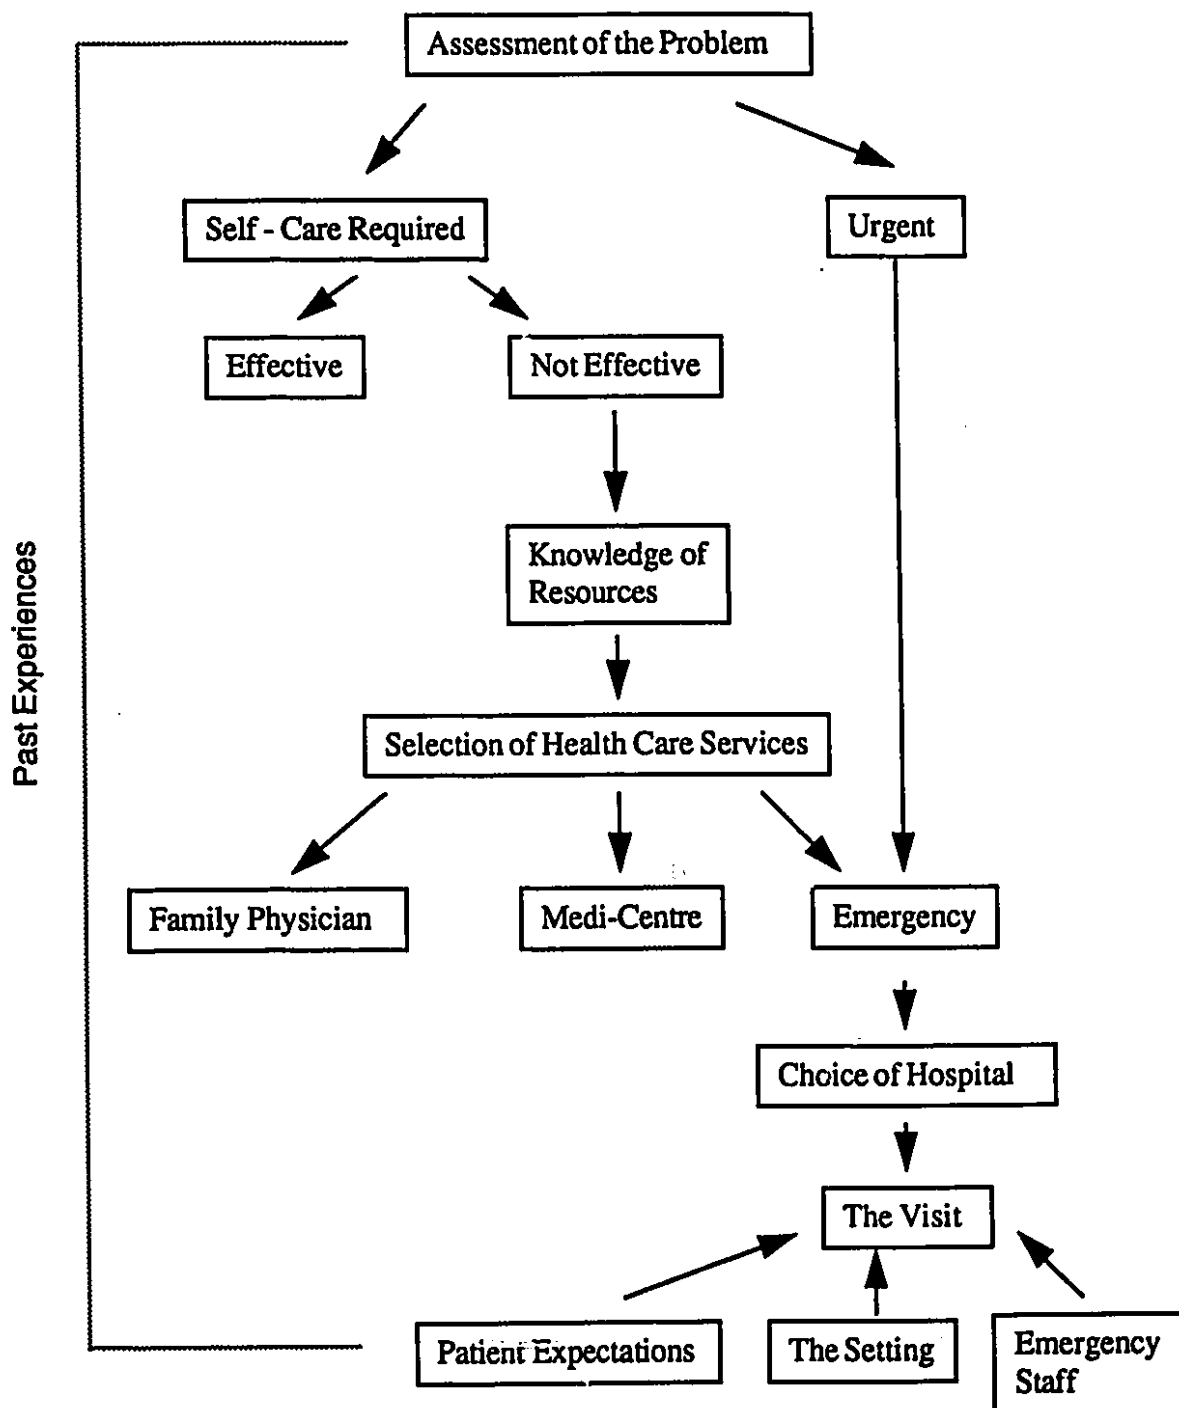 Assessment of the Problem
Self - Care Required
Urgent
Effective
Not Effective
Past Experiences
Knowledge of
Resources
Selection of Health Care Services
Family Physician
Medi-Centre
Emergency
Choice of Hospital
The Visit
Patient Expectations
The Setting
Emergency
Staff